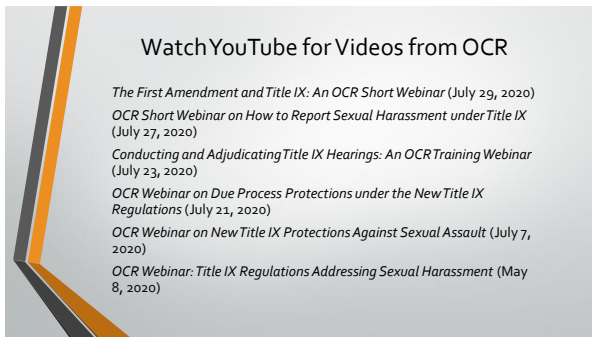 Watch YouTube for Videos from OCR
The First Amendment and Title IX: An OCR Short Webinar (July 29, 2020)
OCR Short Webinar on How to Report Sexual Harassment under Title IX
(July 27, 2020)
Conducting and Adjudicating Title IX Hearings: An OCR Training Webinar
(July 23, 2020)
OCR Webinar on Due Process Protections under the New Title IX
Regulations (July 21, 2020)
OCR Webinar on New Title IX Protections Against Sexual Assault (July 7,
2020)
OCR Webinar: Title IX Regulations Addressing Sexual Harassment (May
8, 2020)